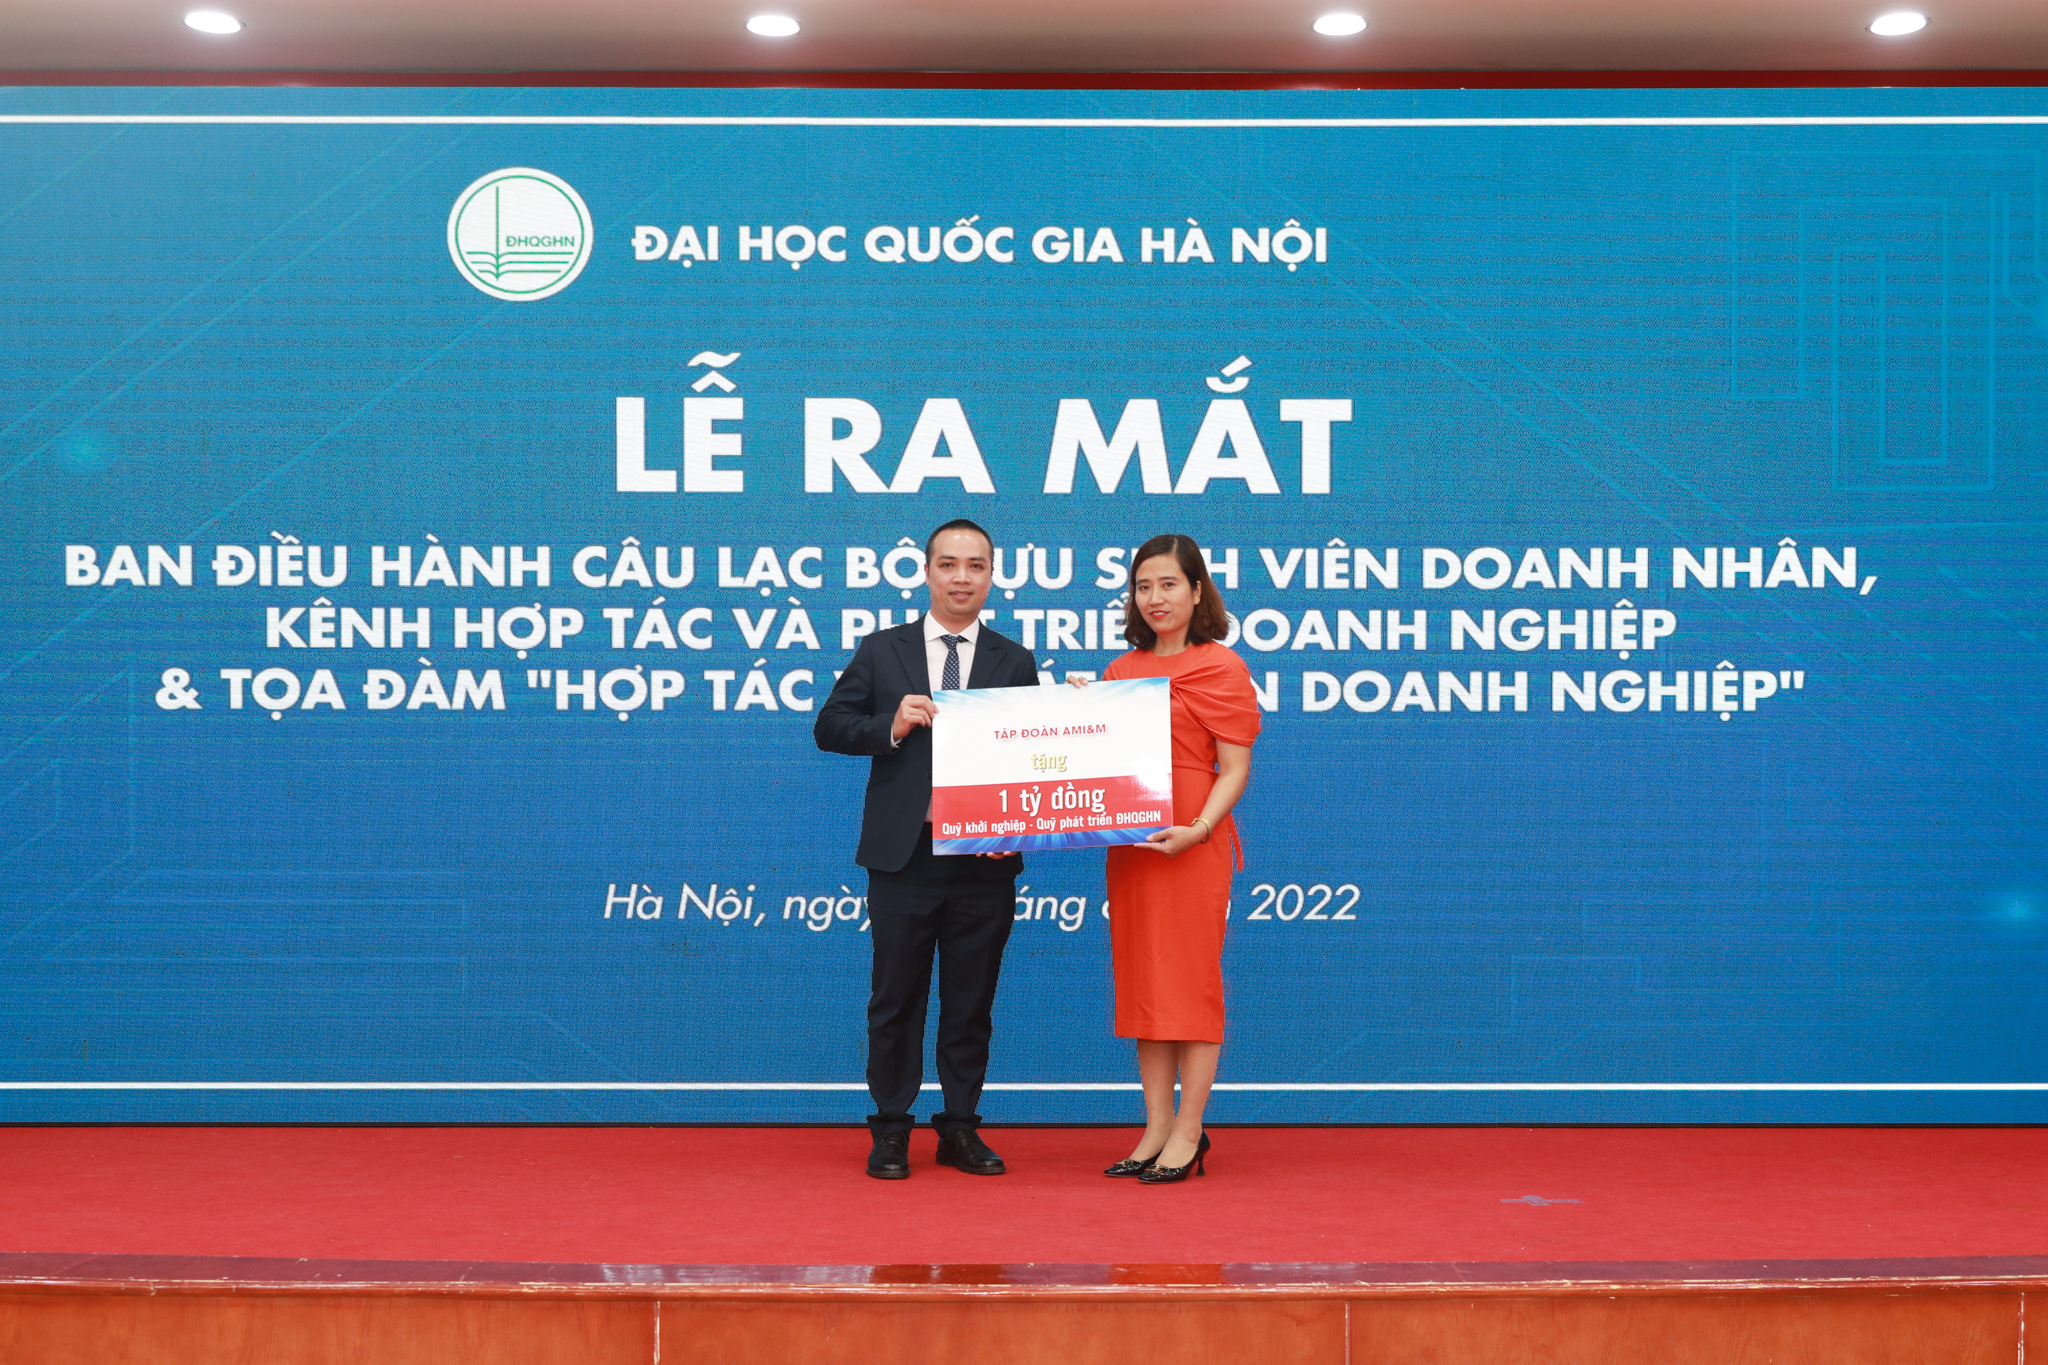 ĐHQGHN
ĐẠI HỌC QUỐC GIA HÀ NỘI
LỄ RA MẮT
BAN ĐIỀU HÀNH CÂU LẠC BỘ VIÊN DOANH NHÂN,
KÊNH HỢP TÁC VÀ DOANH NGHIỆP
& TỌA ĐÀM "HỢP TÁC DOANH NGHIỆP"
TẬP ĐOÀN AMI&M
tặng
1 tỷ đồng
Quỹ khởi nghiệp - Quỹ phát triển ĐHQGHN
Hà Nội, ngày 2022